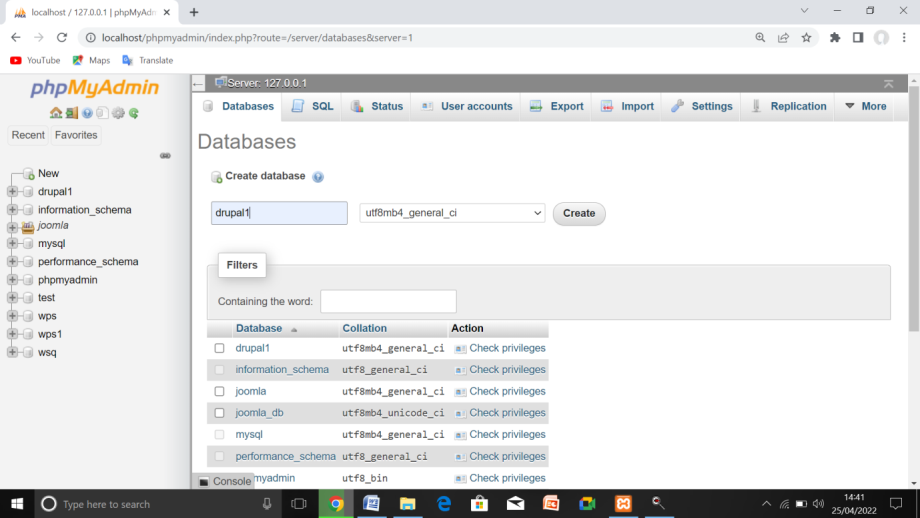 localhost / 127.0.0.1 | phpMyAdm
localhost/phpmyadmin/index.php?route=/server/databases&server=1
YouTube Maps Translate
phpMyAdmin
Recent Favorites
New
drupal1
information_schema
joomla
mysql
performance_schema
phpmyadmin
test
wps
wps1
wsq
Server: 127.0.0.1
Databases SQL Status User accounts Export Import Settings Replication More
Databases
Create database
drupal1 utf8mb4_general_ci Create
Filters
Containing the word:
Database Collation Action
drupal1 utf8mb4_general_ci Check privileges
information_schema utf8_general_ci Check privileges
joomla utf8mb4_general_ci Check privileges
joomla_db utf8mb4_unicode_ci Check privileges
mysql utf8mb4_general_ci Check privileges
performance_schema utf8_general_ci Check privileges
myadmin utf8_bin Check privileges
Console
Type here to search
14:41
25/04/2022